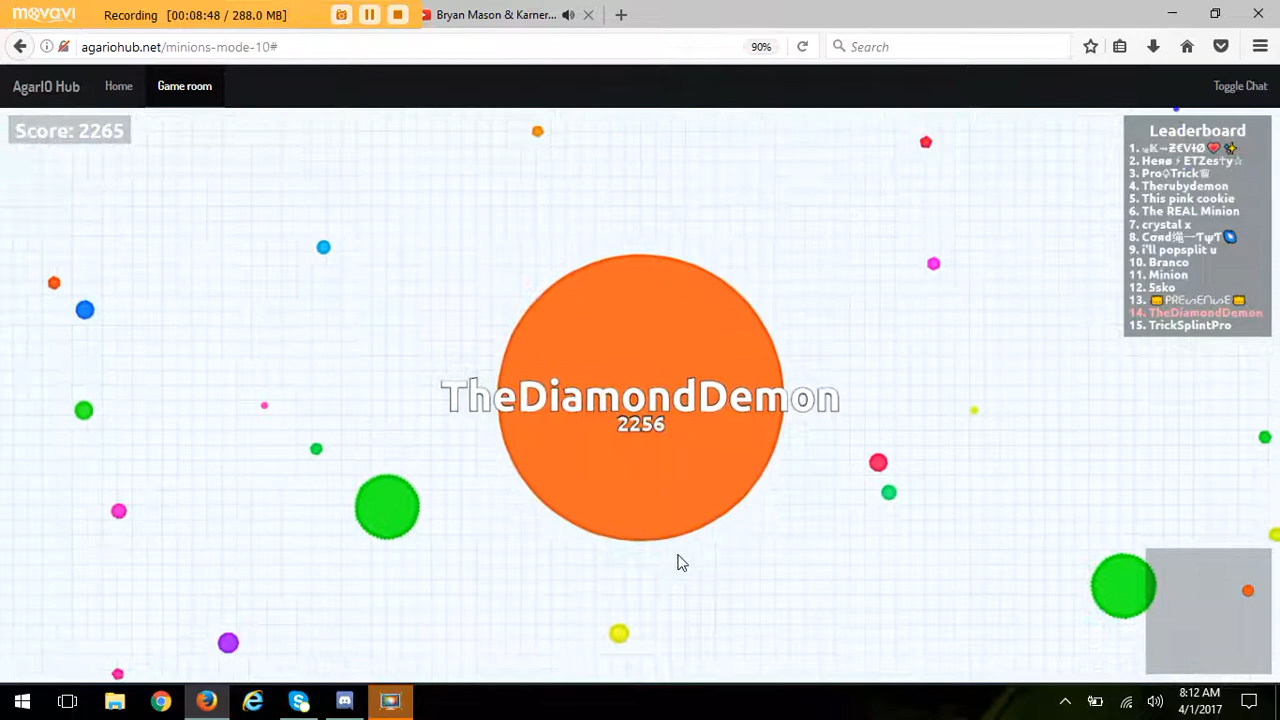 movavi
Recording [00:08:48 / 288.0 MB]
Bryan Mason & Karner...
agariohub.net/minions-mode-10#
90%
Search
AgarIO Hub
Home
Game room
Toggle Chat
Score: 2265
Leaderboard
2. Heяø⚡ETZes†y☆
3. Pro♤Trick♕
4. Therubydemon
5. This pink cookie
6. The REAL Minion
7. crystal x
9. i'll popsplit u
10. Branco
11. Minion
12. 5sko
14. TheDiamondDemon
15. TrickSplintPro
TheDiamondDemon
2256
8:12 AM
4/1/2017